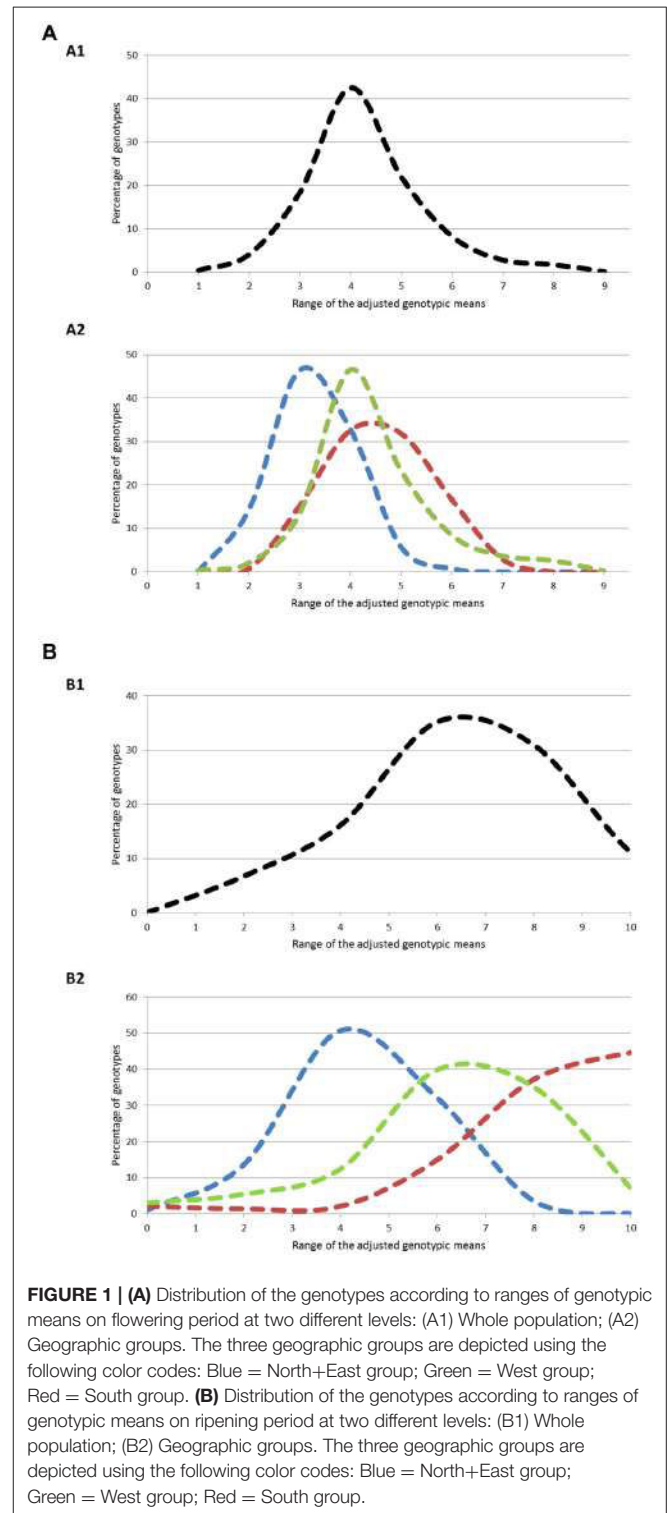 A
A1
50
40
30
20
10
0
Percentage of genotypes
0 1 2 3 4 5 6 7 8 9
Range of the adjusted genotypic means
A2
50
40
30
20
10
0
Percentage of genotypes
0 1 2 3 4 5 6 7 8 9
Range of the adjusted genotypic means
B
B1
40
30
20
10
0
Percentage of genotypes
0 1 2 3 4 5 6 7 8 9 10
Range of the adjusted genotypic means
B2
60
50
40
30
20
10
0
Percentage of genotypes
0 1 2 3 4 5 6 7 8 9 10
Range of the adjusted genotypic means
FIGURE 1 | (A) Distribution of the genotypes according to ranges of genotypic
means on flowering period at two different levels: (A1) Whole population; (A2)
Geographic groups. The three geographic groups are depicted using the
following color codes: Blue = North+East group; Green = West group;
Red = South group. (B) Distribution of the genotypes according to ranges of
genotypic means on ripening period at two different levels: (B1) Whole
population; (B2) Geographic groups. The three geographic groups are
depicted using the following color codes: Blue = North+East group;
Green = West group; Red = South group.